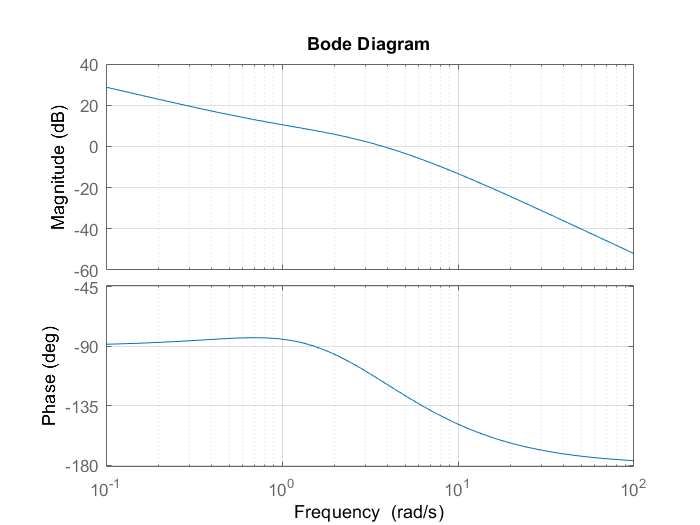 Bode Diagram
Magnitude (dB)
40
20
0
-20
-40
-60
Phase (deg)
-45
-90
-135
-180
10^-1 10^0 10^1 10^2
Frequency (rad/s)